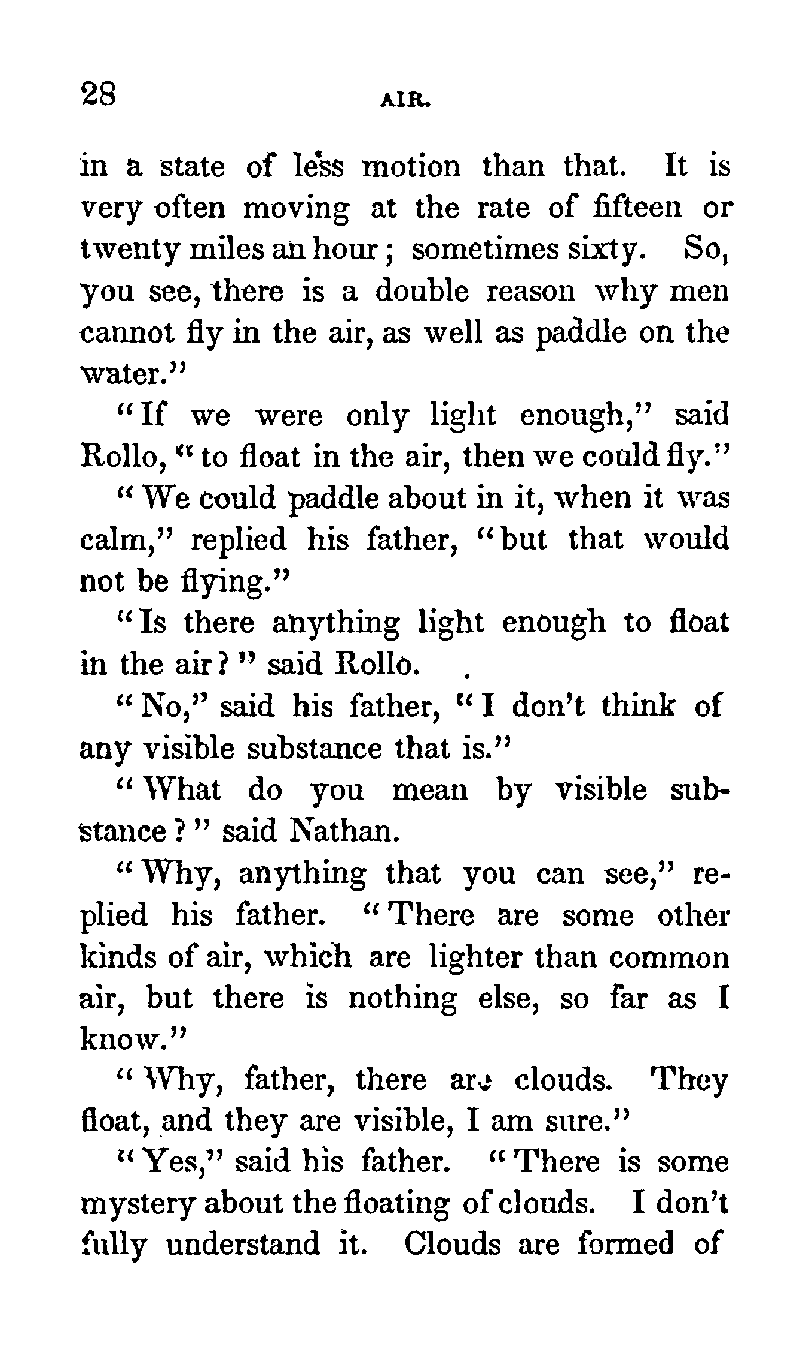 28 AIR.
in a state of less motion than that. It is
very often moving at the rate of fifteen or
twenty miles an hour; sometimes sixty. So,
you see, there is a double reason why men
cannot fly in the air, as well as paddle on the
water."
"If we were only light enough," said
Rollo, "to float in the air, then we could fly."
"We could paddle about in it, when it was
calm," replied his father, "but that would
not be flying."
"Is there anything light enough to float
in the air?" said Rollo.
"No," said his father, "I don't think of
any visible substance that is."
"What do you mean by visible sub-
stance?" said Nathan.
"Why, anything that you can see," re-
plied his father. "There are some other
kinds of air, which are lighter than common
air, but there is nothing else, so far as I
know."
"Why, father, there are clouds. They
float, and they are visible, I am sure."
"Yes," said his father. "There is some
mystery about the floating of clouds. I don't
fully understand it. Clouds are formed of